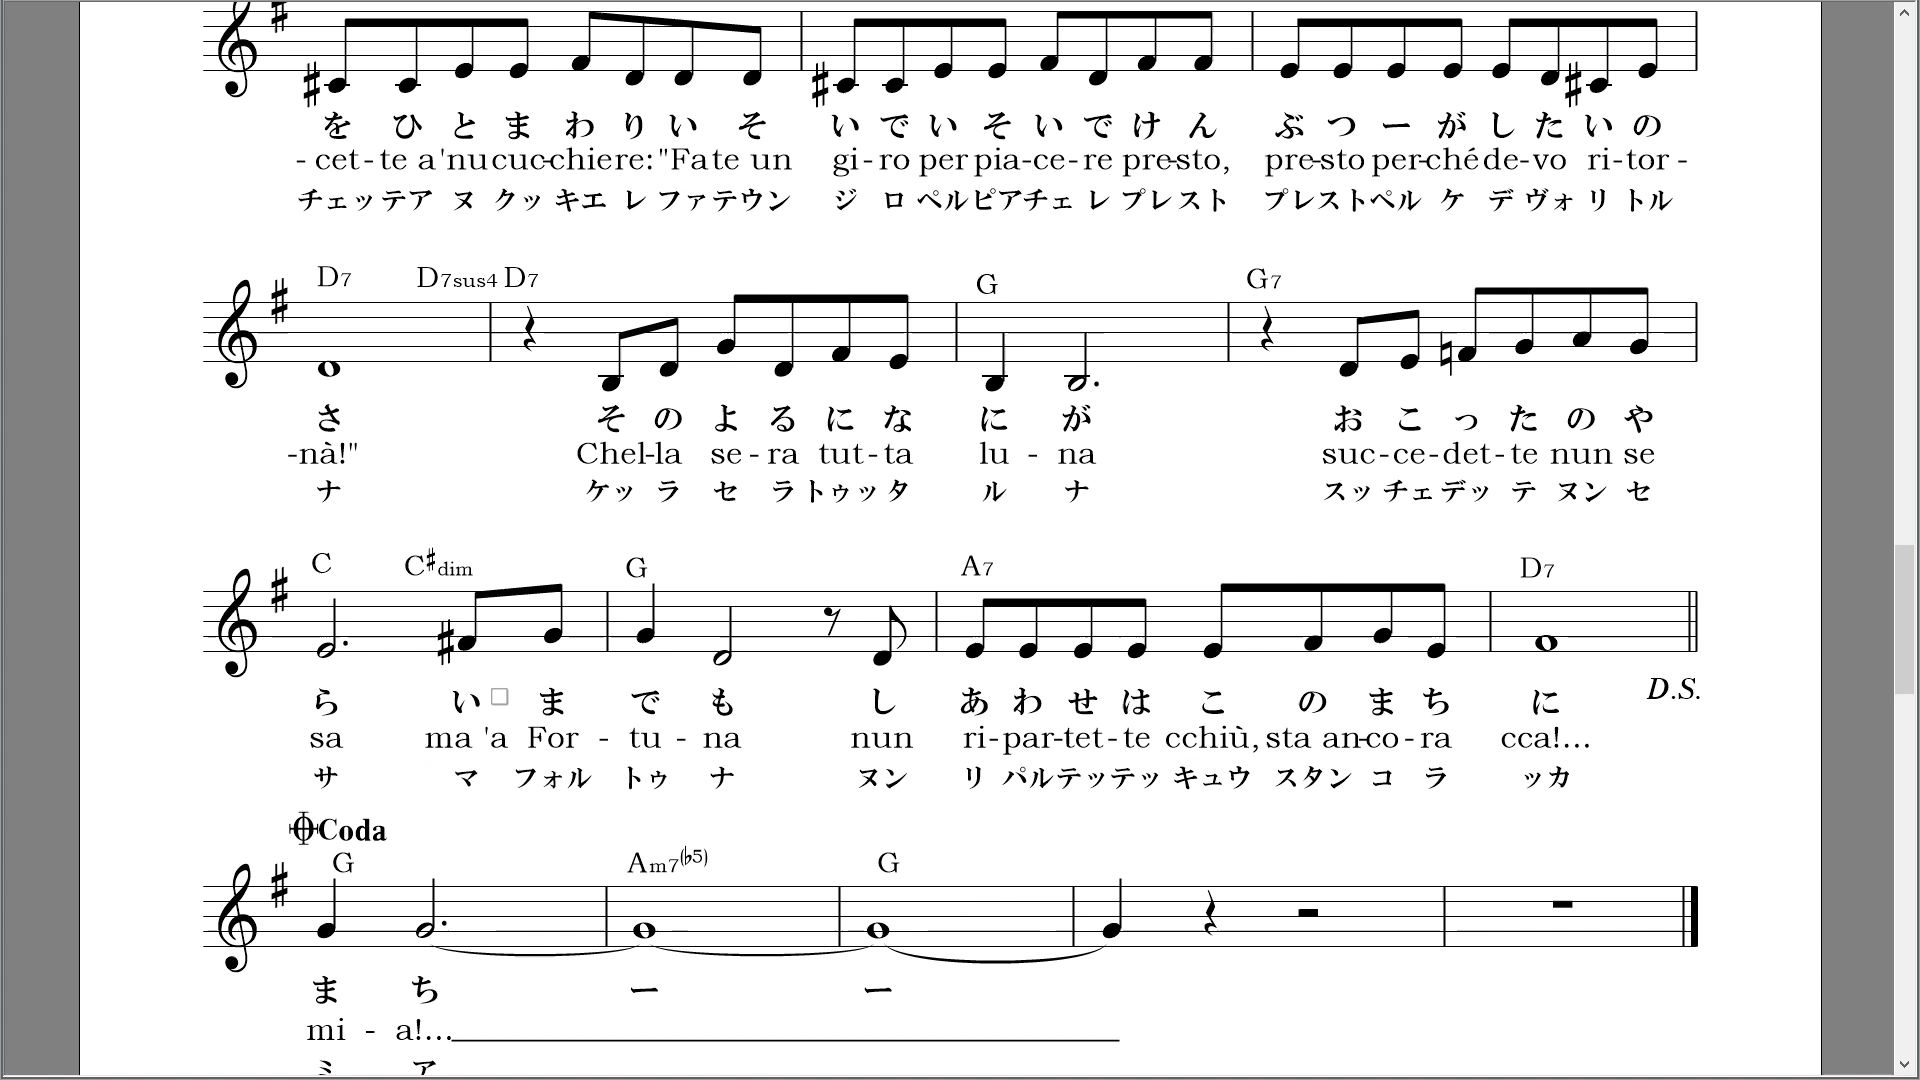 を ひ と ま わ り い そ い で い そ い で け ん ぶ つ ー が し た い の
- cet - te a 'nu cuc - chie re: "Fa te un gi - ro per pia - ce - re pre - sto, pre - sto per - ché de - vo ri - tor -
チェッ テア ヌ クッ キエ レ ファ テウン ジ ロ ペル ピア チェ レ プレ スト プレ スト ペル ケ デ ヴォ リ トル
D7 D7sus4 D7 G G7
さ そ の よ る に な に が お こ っ た の や
-nà!" Chel - la se - ra tut - ta lu - na suc - ce - det - te nun se
ナ ケッ ラ セ ラ トゥッ タ ル ナ スッ チェ デッ テ ヌン セ
C C♯dim G A7 D7
ら い ま で も し あ わ せ は こ の ま ち に D.S.
sa ma 'a For - tu - na nun ri - par - tet - te cchiù, sta an - co - ra cca!...
サ マ フォル トゥ ナ ヌン リ パル テッ テッ キュウ スタン コ ラ ッカ
Coda
G Am7(♭5) G
ま ち ー ー
mi - a!...
ミ ア